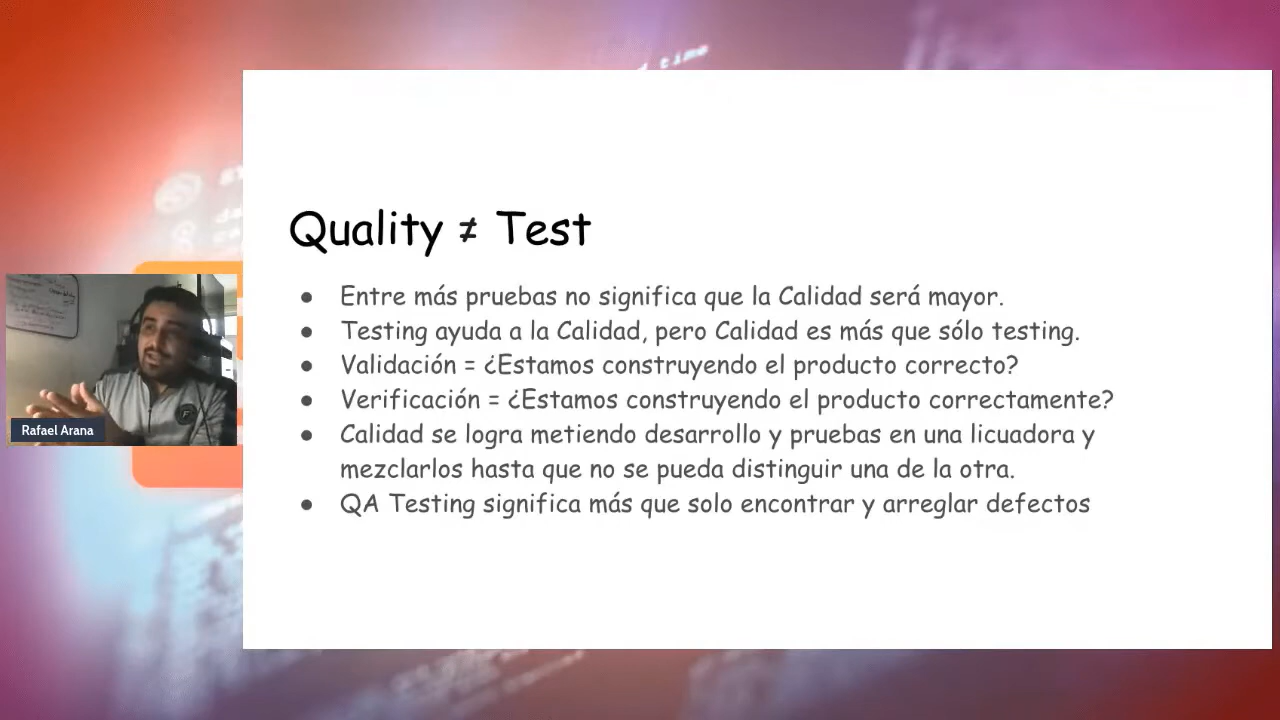 time
Quality ≠ Test
● Entre más pruebas no significa que la Calidad será mayor.
● Testing ayuda a la Calidad, pero Calidad es más que sólo testing.
● Validación = ¿Estamos construyendo el producto correcto?
● Verificación = ¿Estamos construyendo el producto correctamente?
● Calidad se logra metiendo desarrollo y pruebas en una licuadora y
mezclarlos hasta que no se pueda distinguir una de la otra.
● QA Testing significa más que solo encontrar y arreglar defectos
Rafael Arana